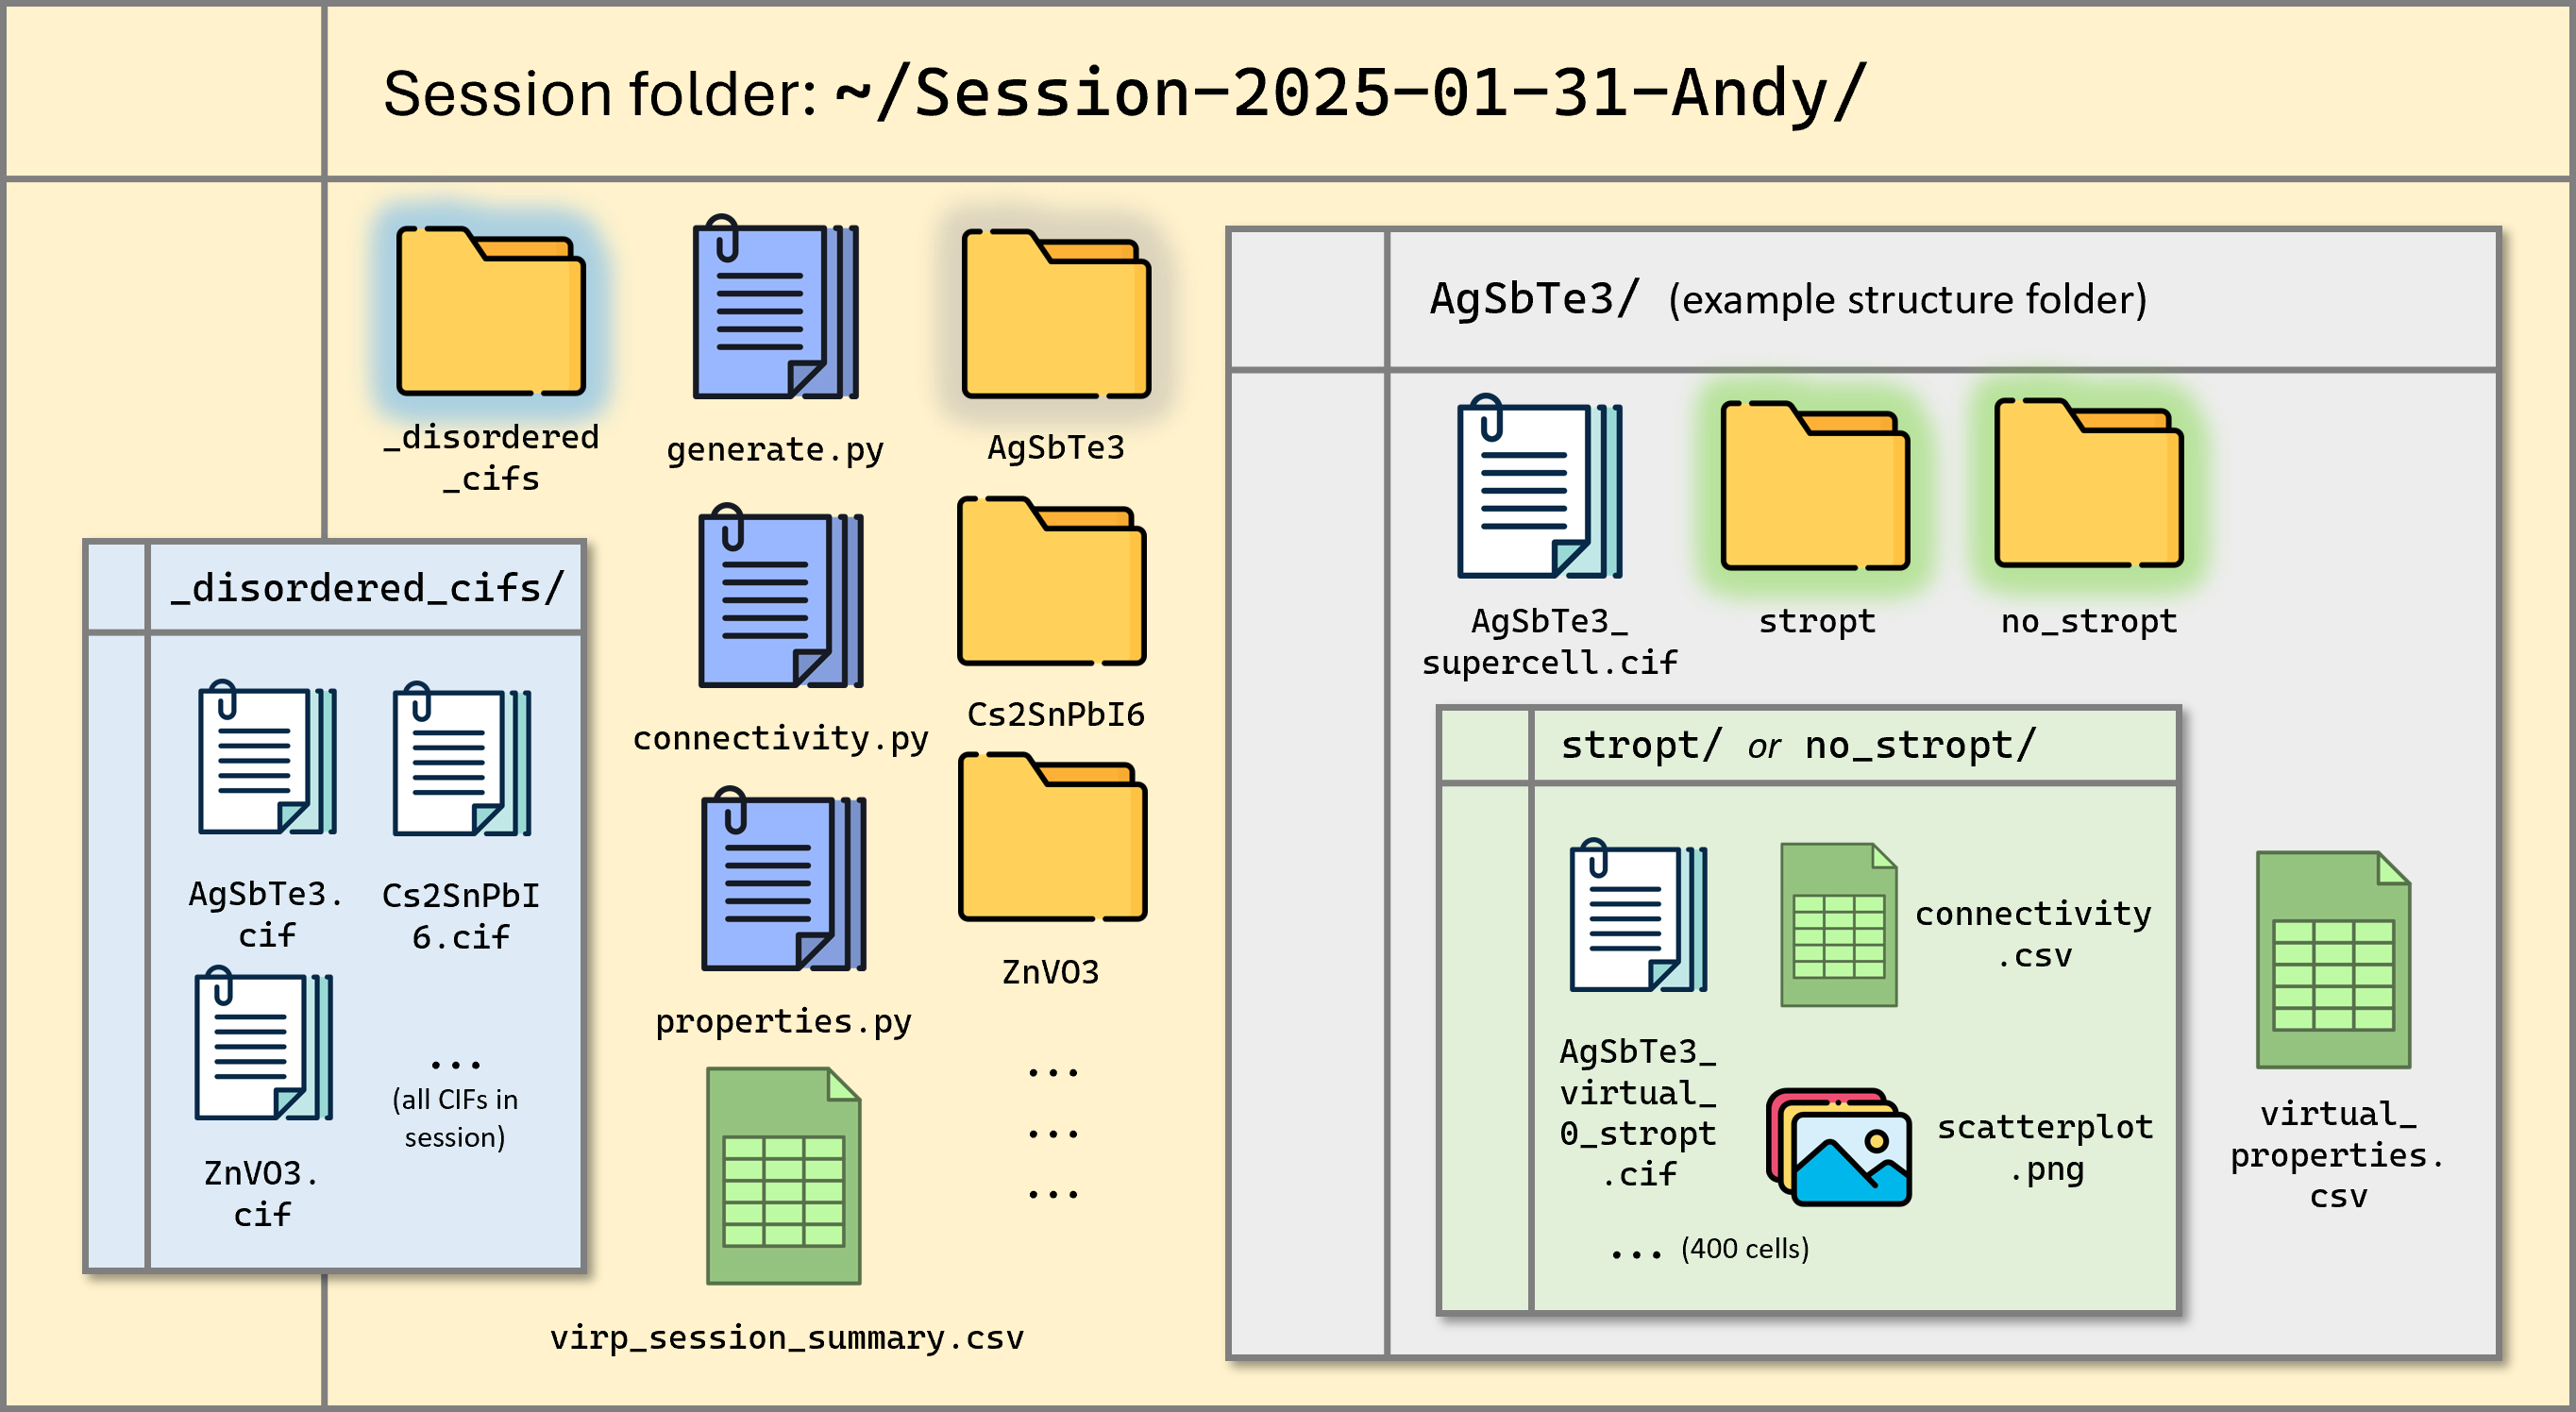 Session folder: ~/Session-2025-01-31-Andy/
_disordered
_cifs
generate.py
AgSbTe3
connectivity.py
Cs2SnPbI6
properties.py
ZnVO3
...
...
...
virp_session_summary.csv
_disordered_cifs/
AgSbTe3.
cif
Cs2SnPbI
6.cif
ZnVO3.
cif
...
(all CIFs in
session)
AgSbTe3/ (example structure folder)
AgSbTe3_
supercell.cif
stropt
no_stropt
stropt/ or no_stropt/
AgSbTe3_
virtual_
0_stropt
.cif
connectivity
.csv
scatterplot
.png
... (400 cells)
virtual_
properties.
csv